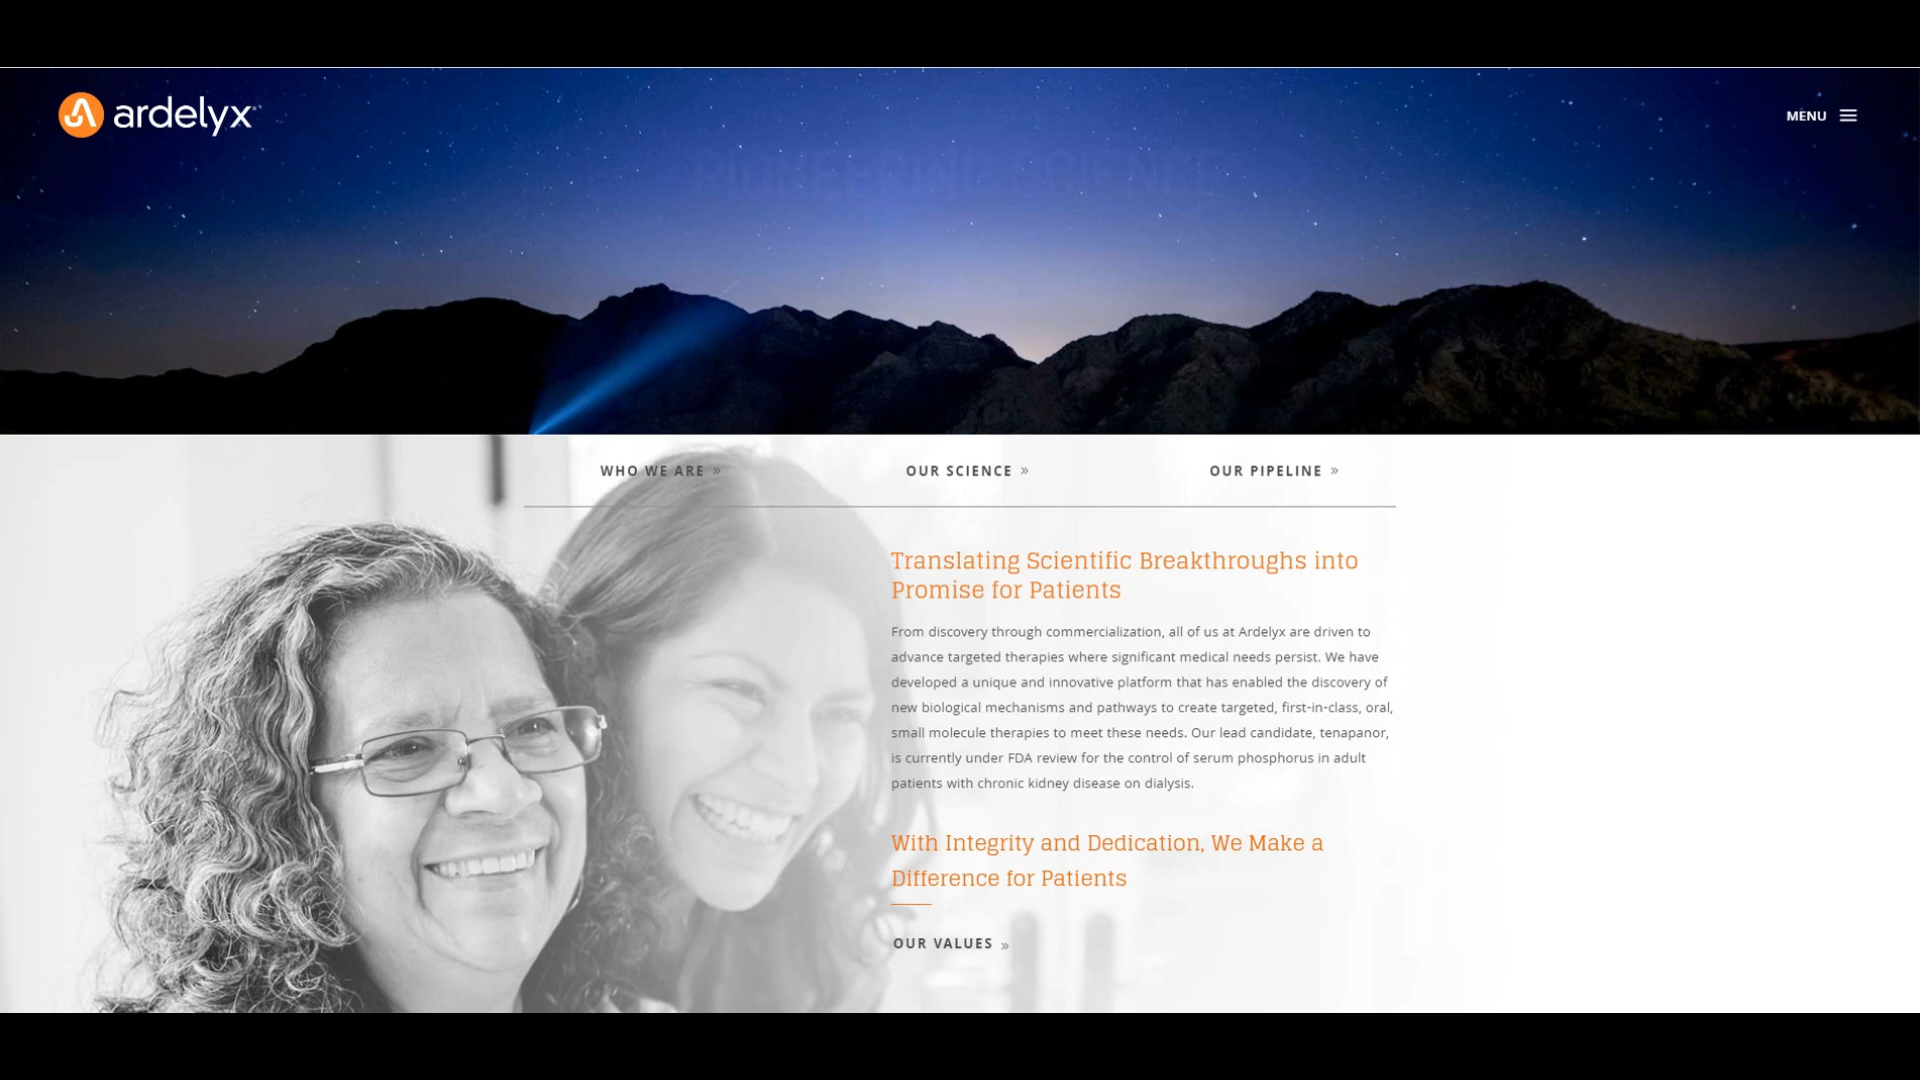 ardelyx
MENU
PIONEERING SCIENCE
WHO WE ARE »
OUR SCIENCE »
OUR PIPELINE »
Translating Scientific Breakthroughs into
Promise for Patients
From discovery through commercialization, all of us at Ardelyx are driven to
advance targeted therapies where significant medical needs persist. We have
developed a unique and innovative platform that has enabled the discovery of
new biological mechanisms and pathways to create targeted, first-in-class, oral,
small molecule therapies to meet these needs. Our lead candidate, tenapanor,
is currently under FDA review for the control of serum phosphorus in adult
patients with chronic kidney disease on dialysis.
With Integrity and Dedication, We Make a
Difference for Patients
OUR VALUES »